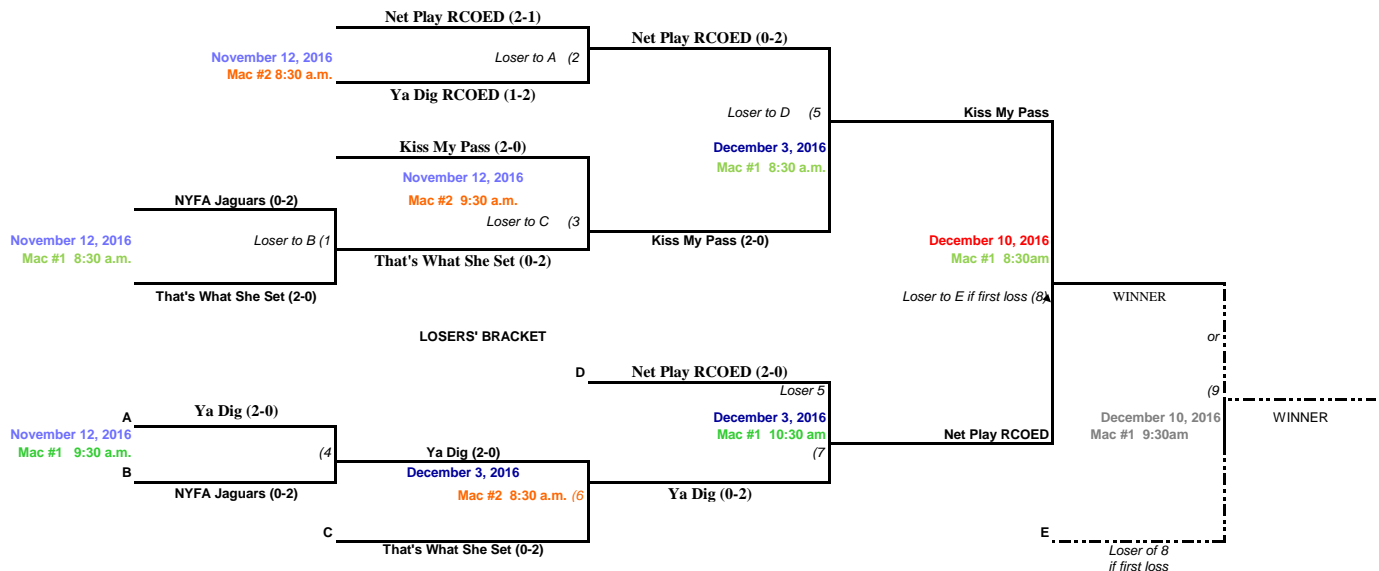 Net Play RCOED (2-1)
November 12, 2016
Mac #2 8:30 a.m.
Loser to A (2
Ya Dig RCOED (1-2)
Net Play RCOED (0-2)
Loser to D (5
December 3, 2016
Mac #1 8:30 a.m.
Kiss My Pass
Kiss My Pass (2-0)
November 12, 2016
Mac #2 9:30 a.m.
Loser to C (3
That's What She Set (0-2)
NYFA Jaguars (0-2)
November 12, 2016
Mac #1 8:30 a.m.
Loser to B (1
That's What She Set (2-0)
Kiss My Pass (2-0)
December 10, 2016
Mac #1 8:30am
Loser to E if first loss (8)
WINNER
LOSERS' BRACKET
or
D
Net Play RCOED (2-0)
Loser 5
December 3, 2016
Mac #1 10:30 am
(7
Net Play RCOED
(9
December 10, 2016
Mac #1 9:30am
WINNER
A
Ya Dig (2-0)
November 12, 2016
Mac #1 9:30 a.m.
(4
B
NYFA Jaguars (0-2)
Ya Dig (2-0)
December 3, 2016
Mac #2 8:30 a.m. (6
Ya Dig (0-2)
C
That's What She Set (0-2)
E
Loser of 8
if first loss